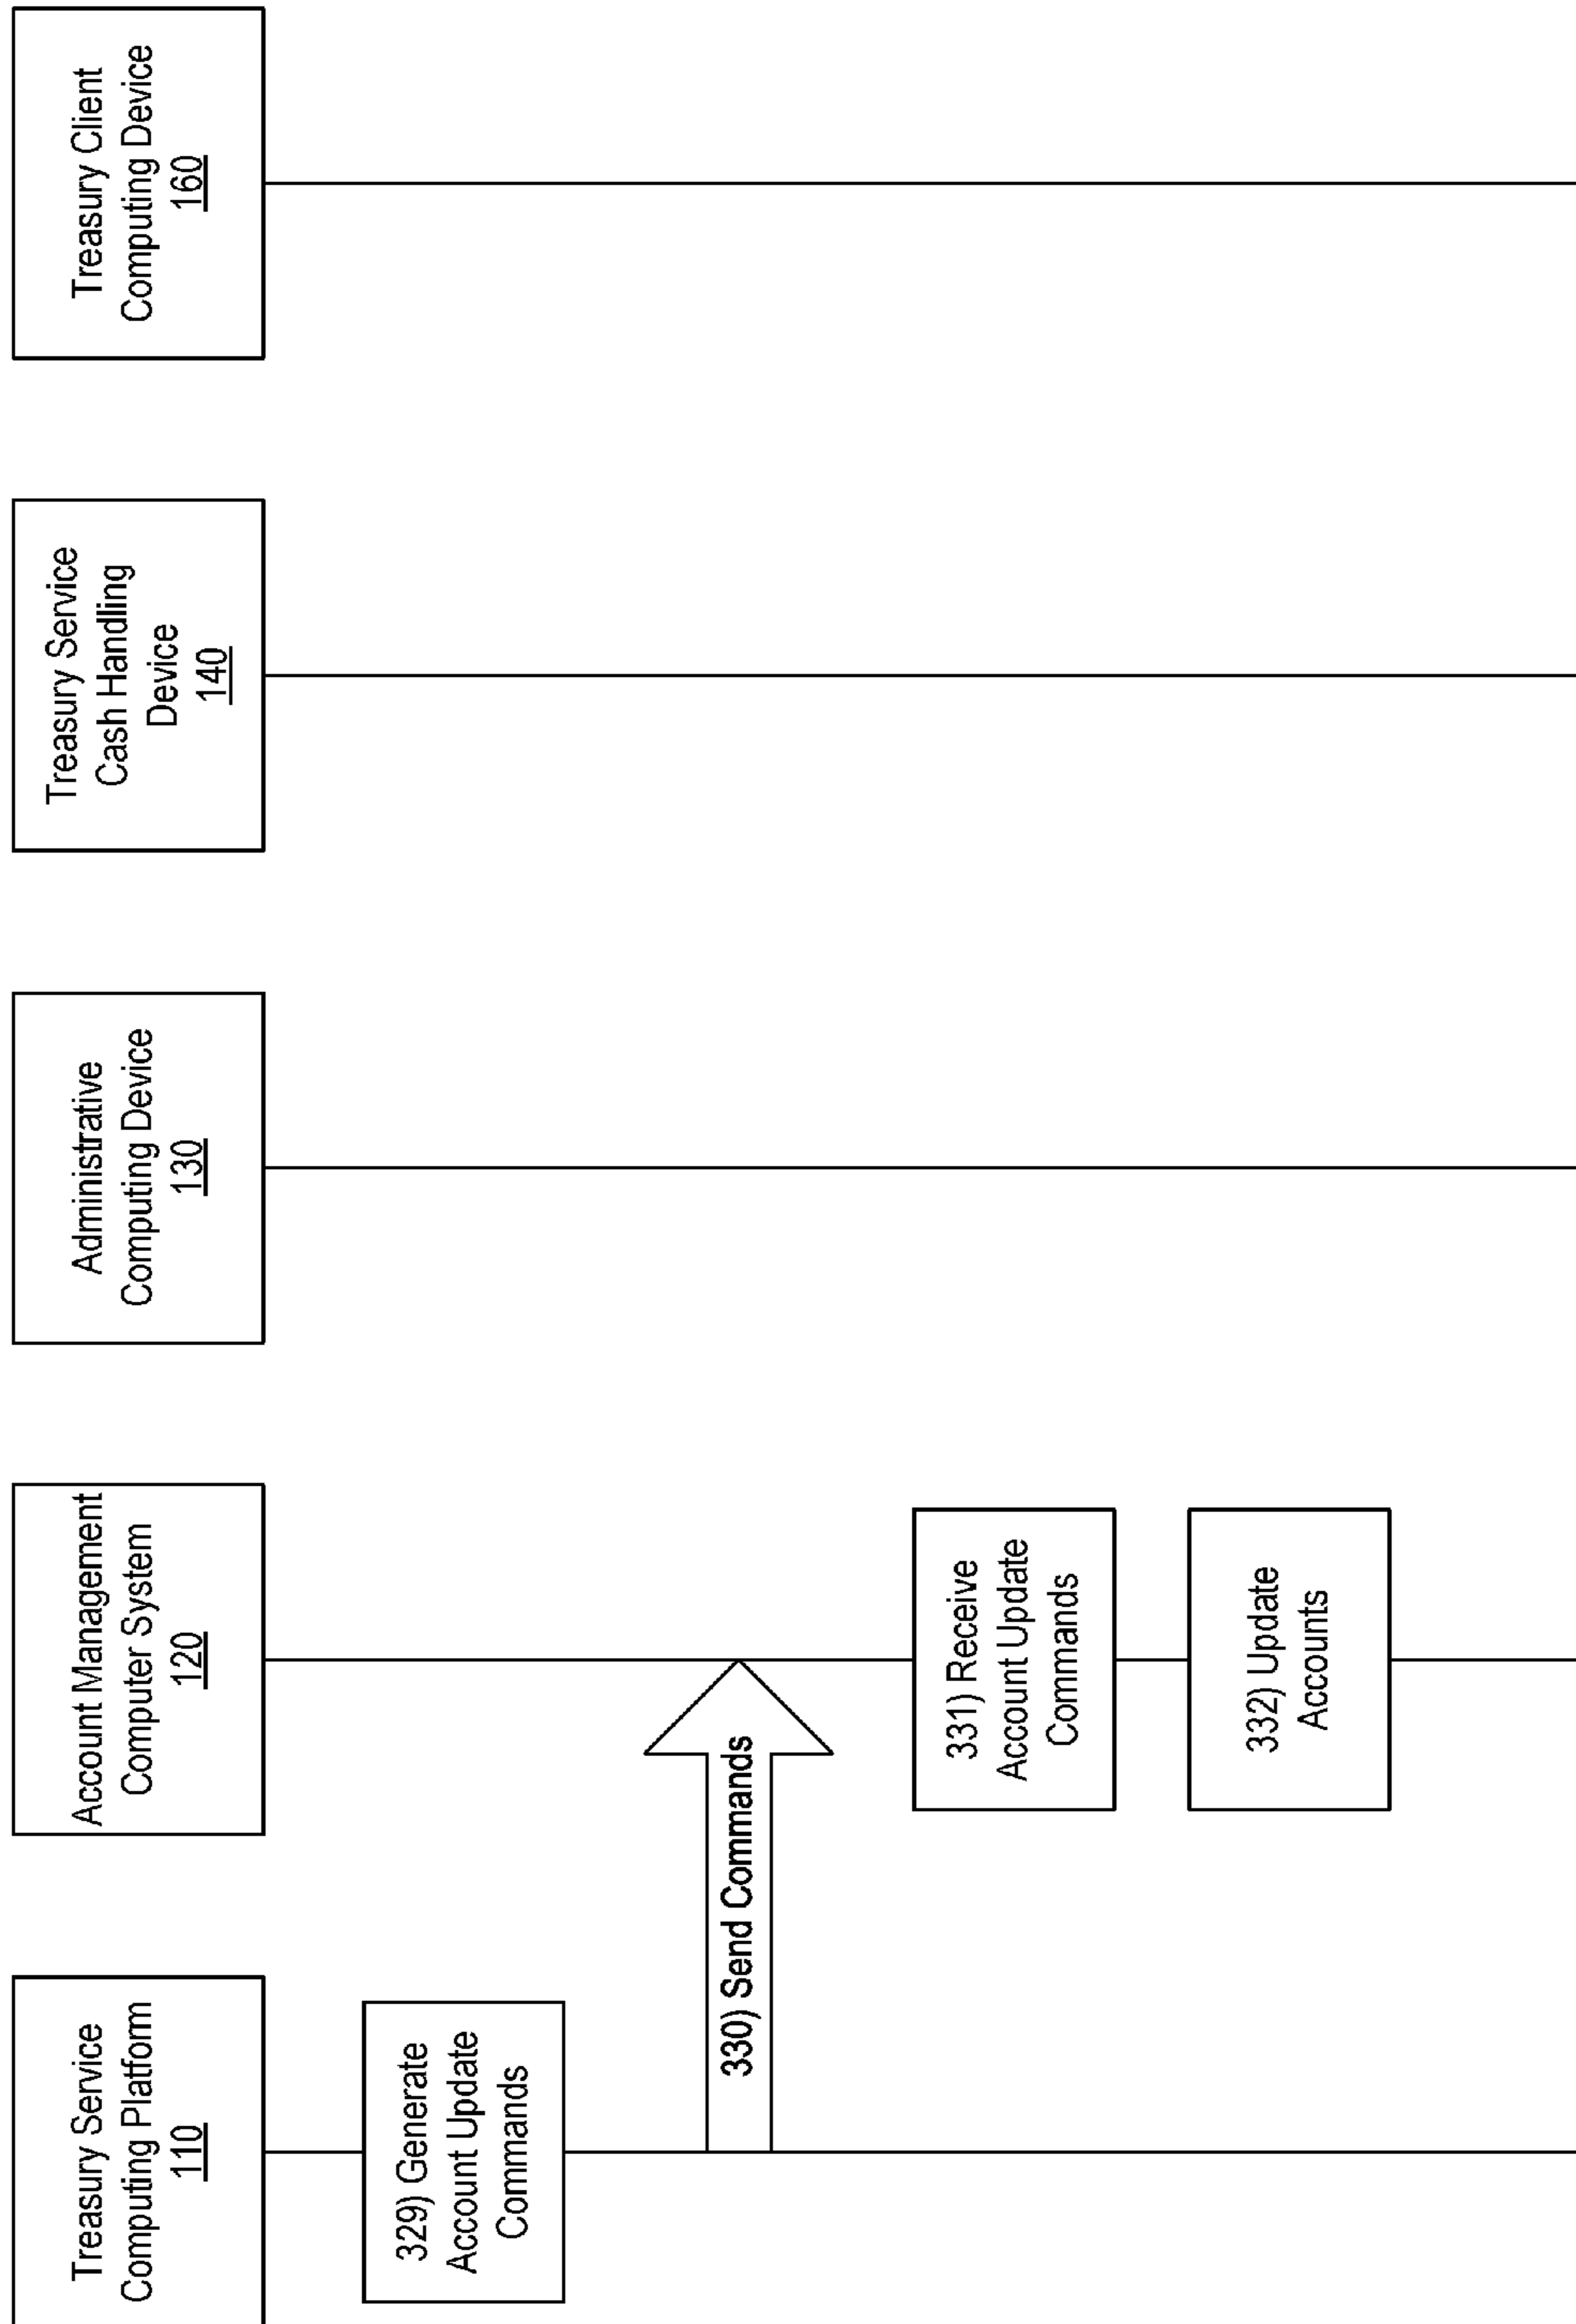 Treasury Service
Computing Platform
110
Account Management
Computer System
120
Administrative
Computing Device
130
Treasury Service
Cash Handling
Device
140
Treasury Client
Computing Device
160
329) Generate
Account Update
Commands
330) Send Commands
331) Receive
Account Update
Commands
332) Update
Accounts